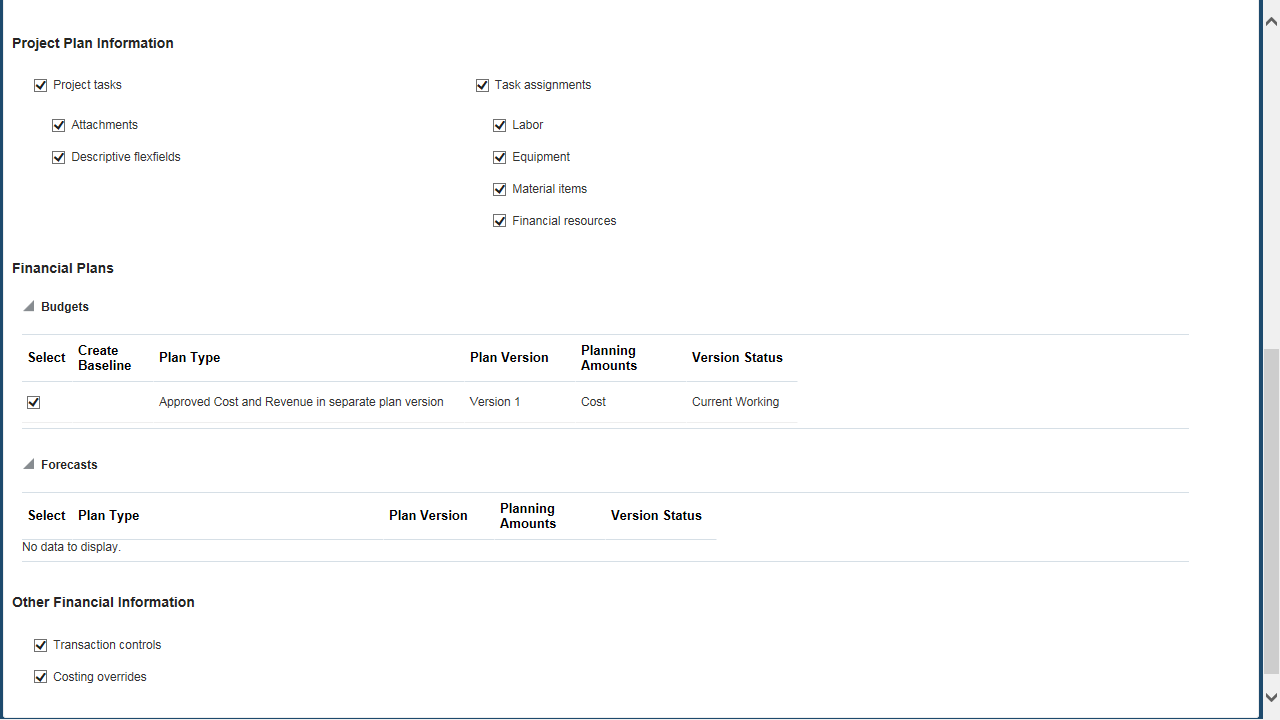 Project Plan Information
Project tasks
Task assignments
Attachments
Labor
Descriptive flexfields
Equipment
Material items
Financial resources
Financial Plans
Budgets
Select Create Baseline Plan Type Plan Version Planning Amounts Version Status
Approved Cost and Revenue in separate plan version Version 1 Cost Current Working
Forecasts
Select Plan Type Plan Version Planning Amounts Version Status
No data to display.
Other Financial Information
Transaction controls
Costing overrides